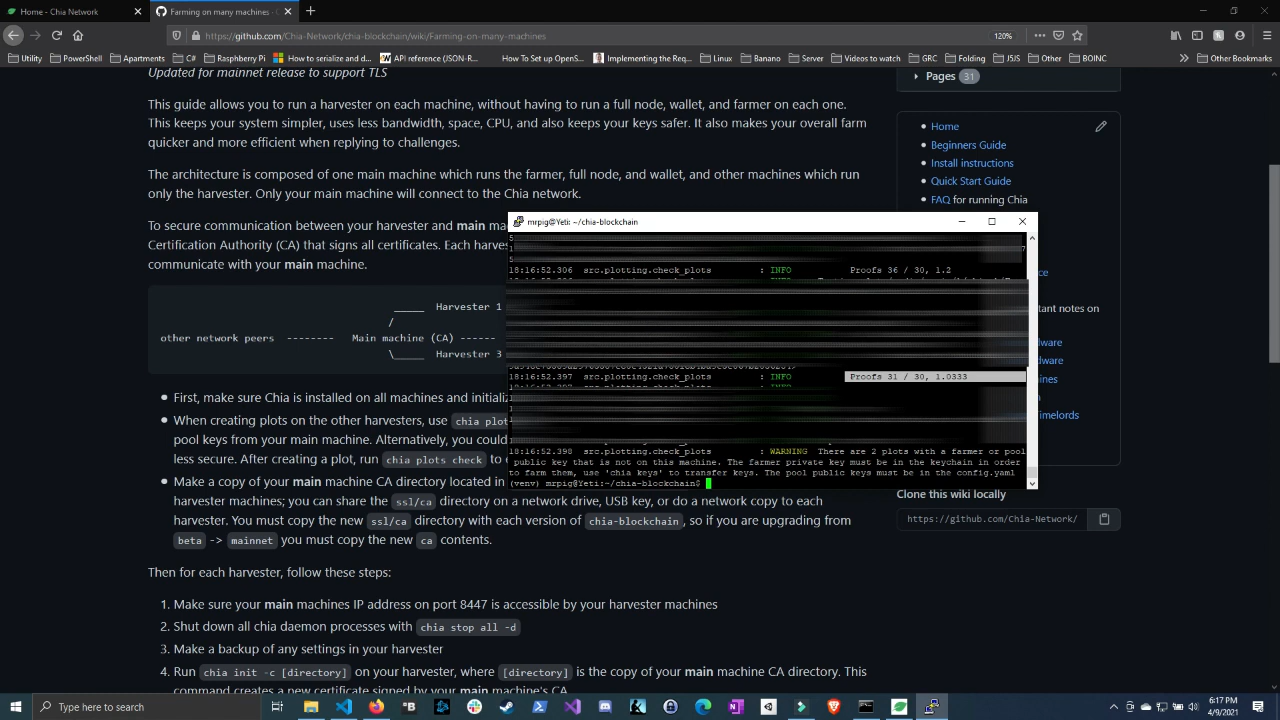 Home - Chia Network
Farming on many machines ·
https://github.com/Chia-Network/chia-blockchain/wiki/Farming-on-many-machines
120%
Utility
PowerShell
Apartments
C#
Raspberry Pi
How to serialize and d...
API reference (JSON-R...
How To Set up OpenS...
Implementing the Req...
Linux
Banano
Server
Videos to watch
GRC
Folding
JSJS
Other
BOINC
Other Bookmarks
Updated for mainnet release to support TLS
This guide allows you to run a harvester on each machine, without having to run a full node, wallet, and farmer on each one.
This keeps your system simpler, uses less bandwidth, space, CPU, and also keeps your keys safer. It also makes your overall farm
quicker and more efficient when replying to challenges.
The architecture is composed of one main machine which runs the farmer, full node, and wallet, and other machines which run
only the harvester. Only your main machine will connect to the Chia network.
To secure communication between your harvester and main ma
Certification Authority (CA) that signs all certificates. Each harves
communicate with your main machine.
_____ Harvester 1
/
other network peers -------- Main machine (CA) ------
\_____ Harvester 3
First, make sure Chia is installed on all machines and initializ
When creating plots on the other harvesters, use chia plot
pool keys from your main machine. Alternatively, you could
less secure. After creating a plot, run chia plots check to
Make a copy of your main machine CA directory located in
harvester machines; you can share the ssl/ca directory on a network drive, USB key, or do a network copy to each
harvester. You must copy the new ssl/ca directory with each version of chia-blockchain, so if you are upgrading from
beta -> mainnet you must copy the new ca contents.
Then for each harvester, follow these steps:
1. Make sure your main machines IP address on port 8447 is accessible by your harvester machines
2. Shut down all chia daemon processes with chia stop all -d
3. Make a backup of any settings in your harvester
4. Run chia init -c [directory] on your harvester, where [directory] is the copy of your main machine CA directory. This
command creates a new certificate signed by your main machine's CA
Pages 31
Home
Beginners Guide
Install instructions
Quick Start Guide
FAQ for running Chia
ce
tant notes on
dware
dware
ines
n
Timelords
Clone this wiki locally
https://github.com/Chia-Network/
mrpig@Yeti: ~/chia-blockchain
18:16:52.306 src.plotting.check_plots : INFO Proofs 36 / 30, 1.2
18:16:52.397 src.plotting.check_plots : INFO Proofs 31 / 30, 1.0333
18:16:52.398 src.plotting.check_plots : WARNING There are 2 plots with a farmer or pool
public key that is not on this machine. The farmer private key must be in the keychain in order
to farm them, use 'chia keys' to transfer keys. The pool public keys must be in the config.yaml
(venv) mrpig@Yeti:~/chia-blockchain$
Type here to search
6:17 PM
4/9/2021